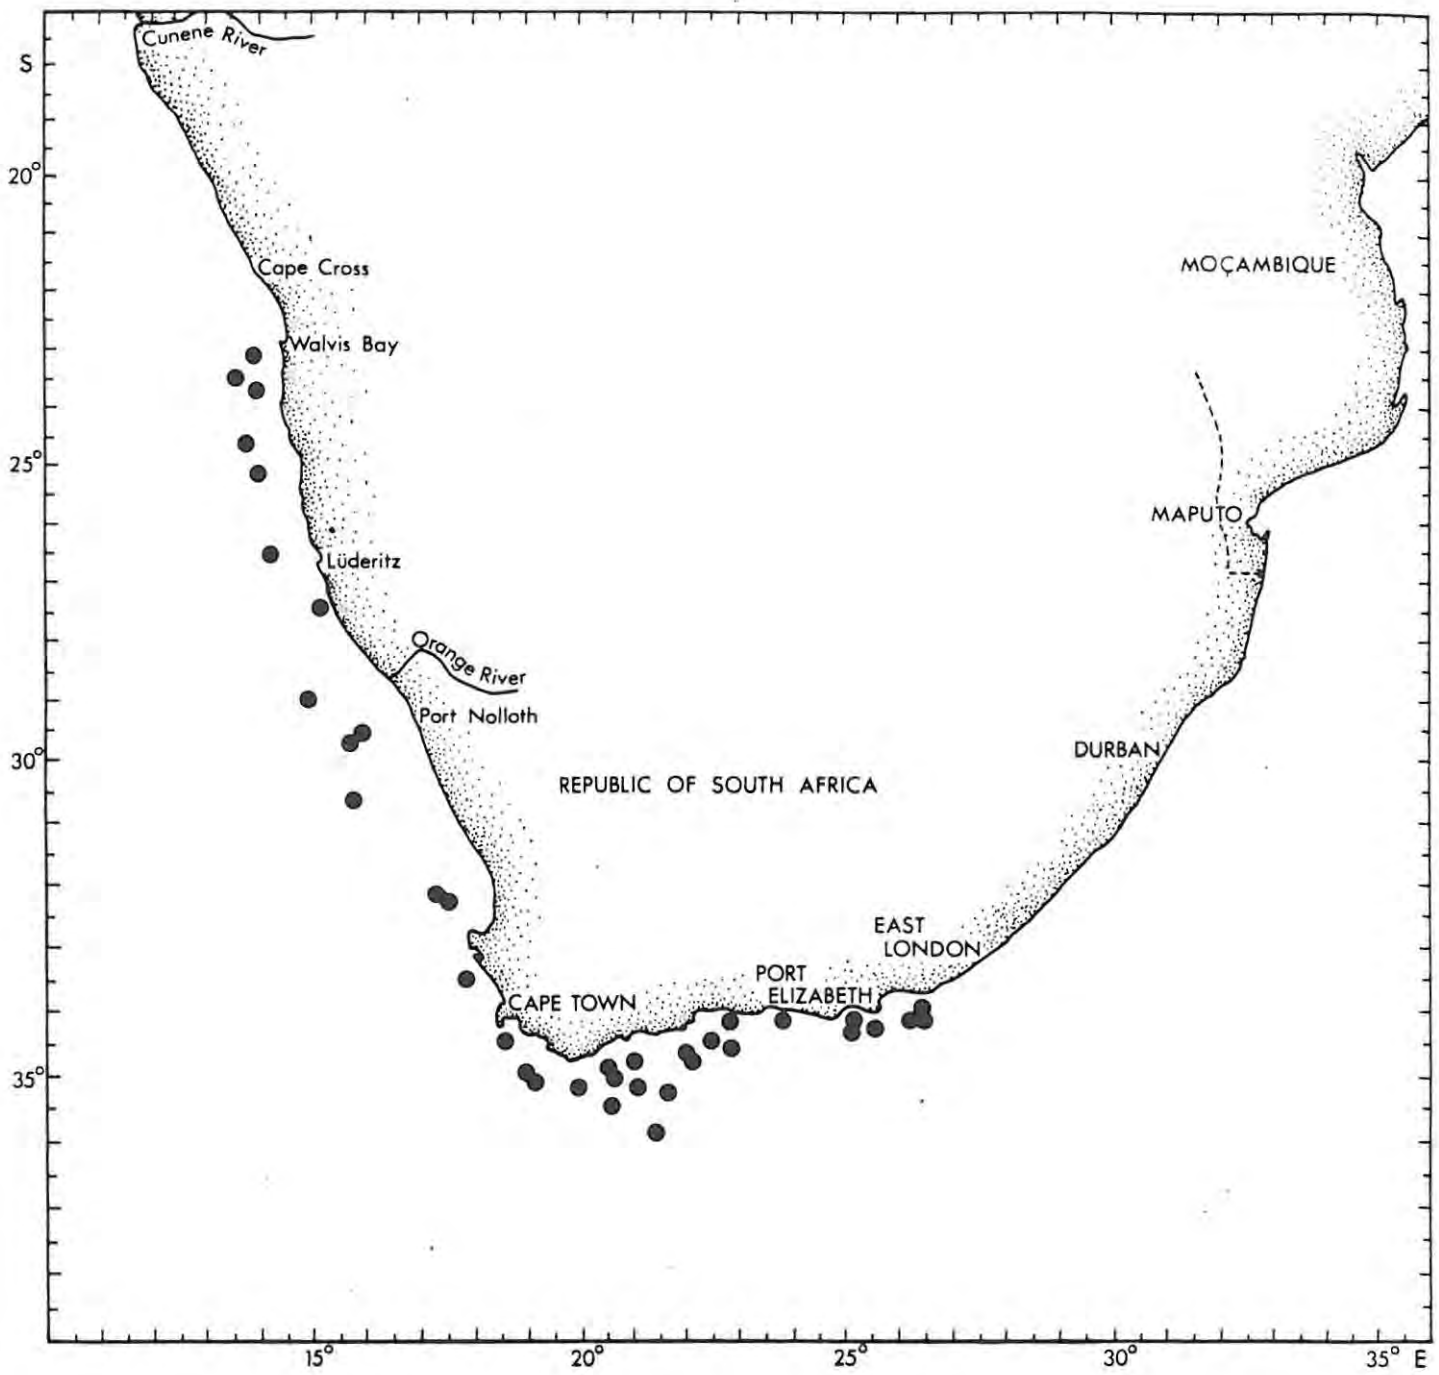 Cunene River
S
20°
Cape Cross
MOÇAMBIQUE
Walvis Bay
25°
MAPUTO
Lüderitz
Orange River
Port Nolloth
DURBAN
30°
REPUBLIC OF SOUTH AFRICA
EAST
LONDON
PORT
ELIZABETH
CAPE TOWN
35°
15°
20°
25°
30°
35° E